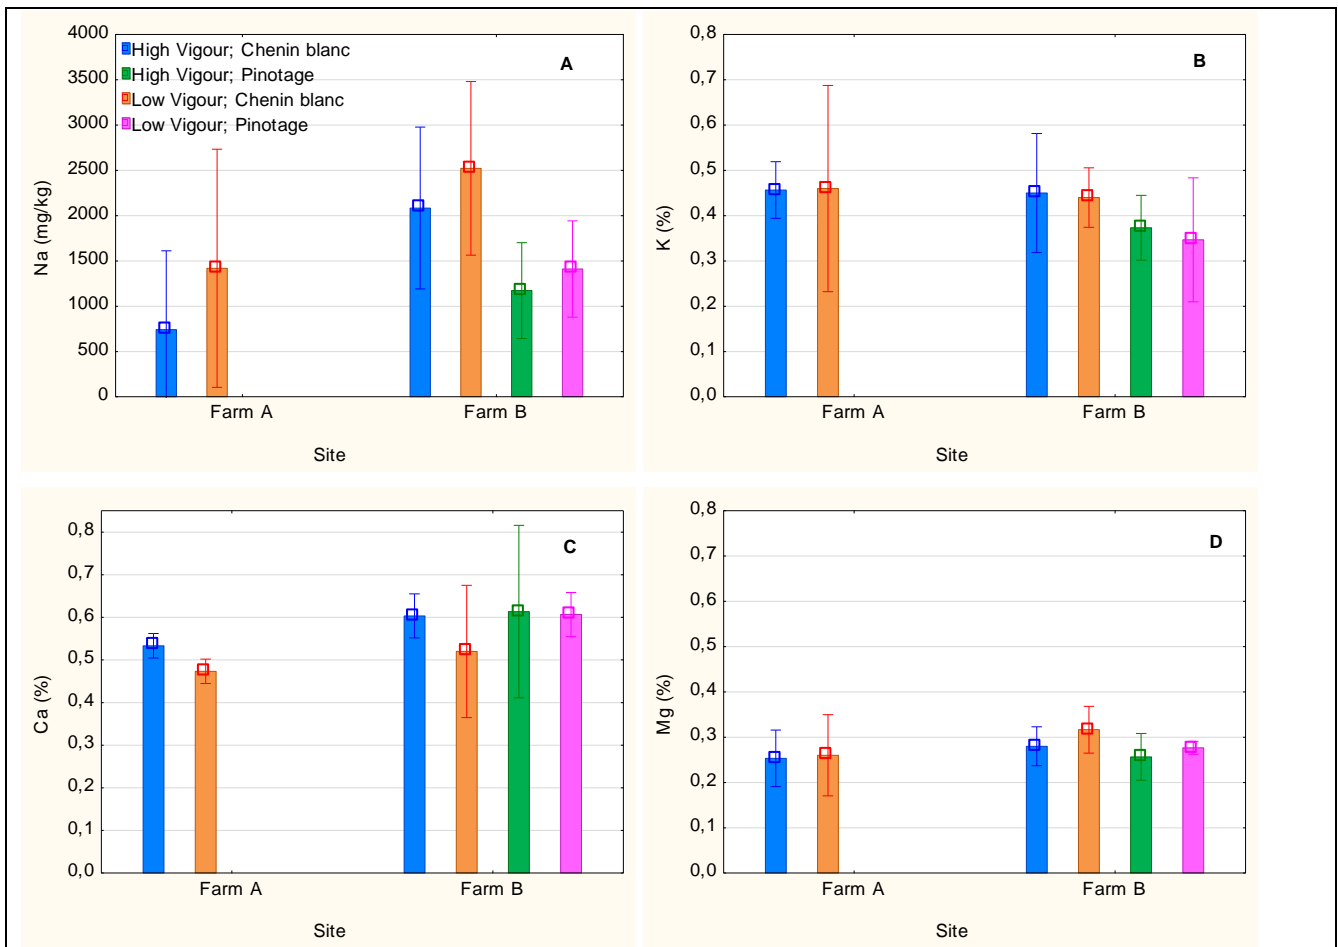 4000
3500
3000
2500
2000
1500
1000
500
0
Na (mg/kg)
High Vigour; Chenin blanc
High Vigour; Pinotage
Low Vigour; Chenin blanc
Low Vigour; Pinotage
A
Farm A
Farm B
Site
0,8
0,7
0,6
0,5
0,4
0,3
0,2
0,1
0,0
K (%)
B
Farm A
Farm B
Site
0,8
0,7
0,6
0,5
0,4
0,3
0,2
0,1
0,0
Ca (%)
C
Farm A
Farm B
Site
0,8
0,7
0,6
0,5
0,4
0,3
0,2
0,1
0,0
Mg (%)
D
Farm A
Farm B
Site